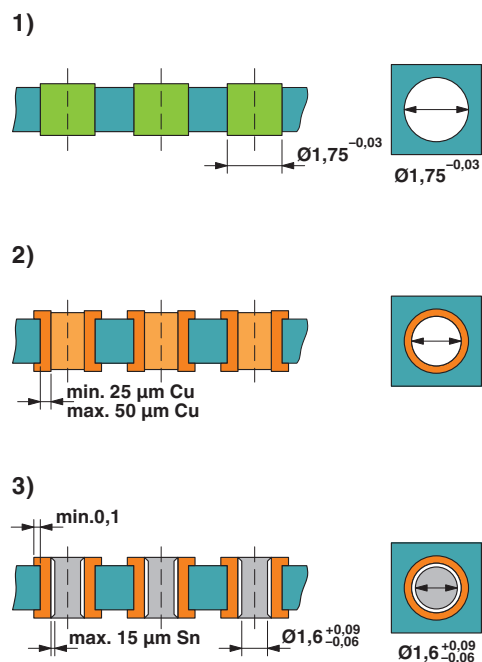 1)
Ø1,75 −0,03
Ø1,75 −0,03
2)
min. 25 µm Cu
max. 50 µm Cu
3)
min.0,1
max. 15 µm Sn
Ø1,6 +0,09 −0,06
Ø1,6 +0,09 −0,06